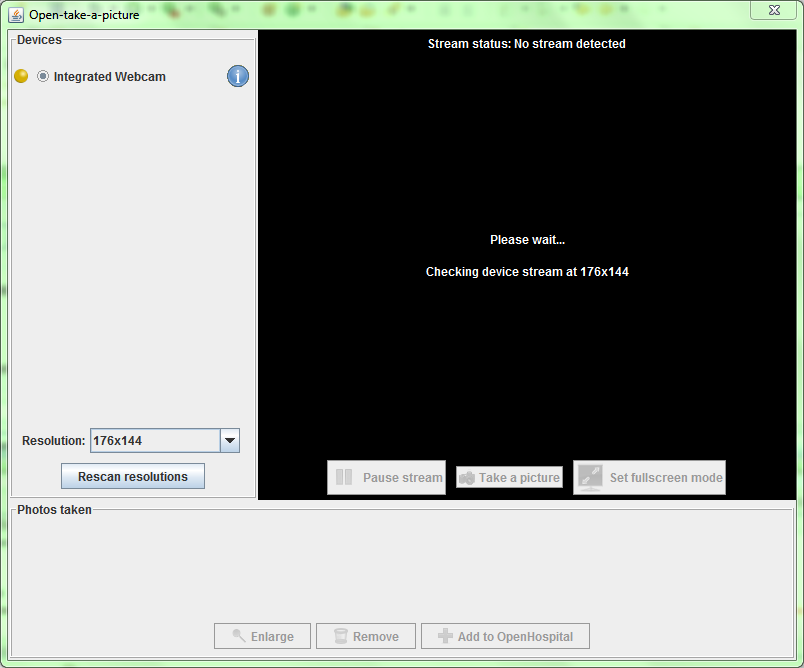 Open-take-a-picture
Devices
Integrated Webcam
i
Resolution: 176x144
Rescan resolutions
Stream status: No stream detected
Please wait...
Checking device stream at 176x144
Pause stream
Take a picture
Set fullscreen mode
Photos taken
Enlarge
Remove
Add to OpenHospital